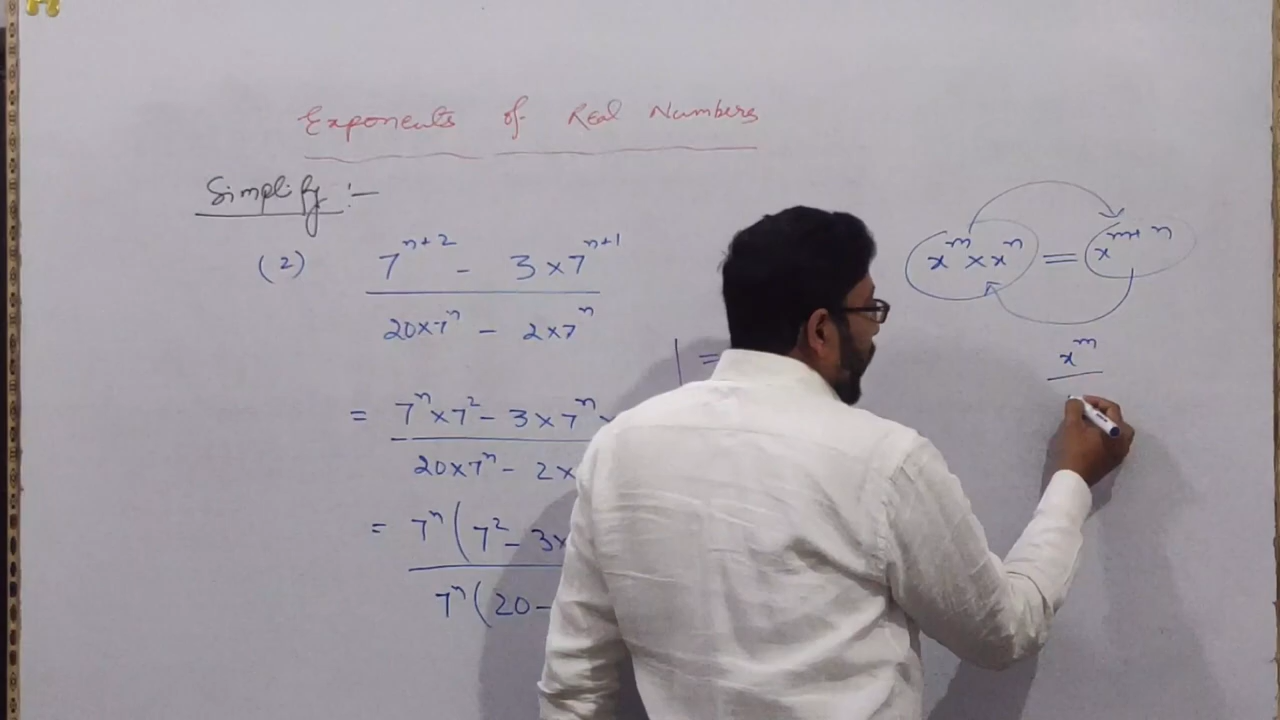 Exponents of Real Numbers
Simplify :-
(2) 7^{n+2} - 3×7^{n+1}
20×7^n - 2×7^n
= 7^n×7^2 - 3×7^n
20×7^n - 2×
= 7^n(7^2 - 3×
7^n(20-
| =
x^m × x^n = x^{m+n}
x^m